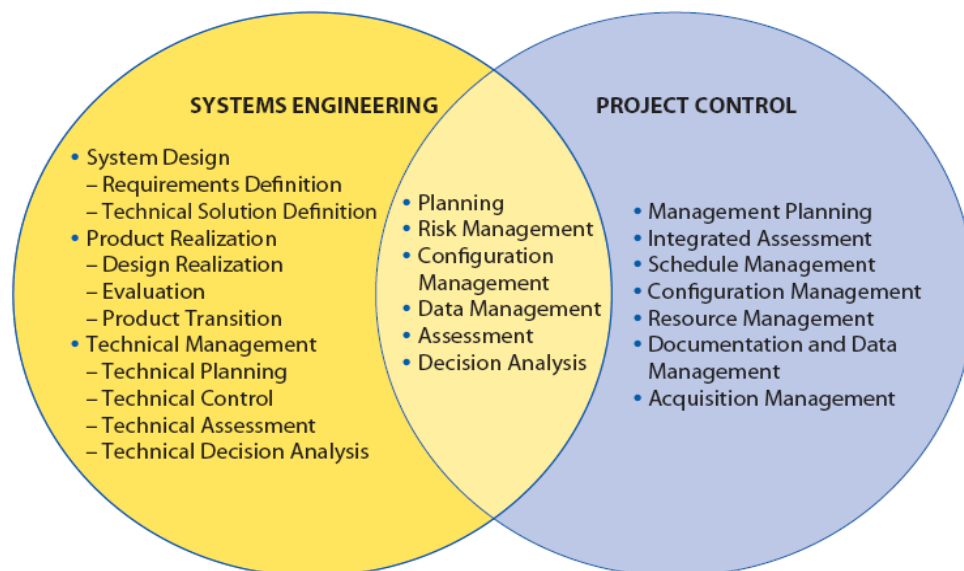 SYSTEMS ENGINEERING
• System Design
– Requirements Definition
– Technical Solution Definition
• Product Realization
– Design Realization
– Evaluation
– Product Transition
• Technical Management
– Technical Planning
– Technical Control
– Technical Assessment
– Technical Decision Analysis
• Planning
• Risk Management
• Configuration
Management
• Data Management
• Assessment
• Decision Analysis
PROJECT CONTROL
• Management Planning
• Integrated Assessment
• Schedule Management
• Configuration Management
• Resource Management
• Documentation and Data
Management
• Acquisition Management